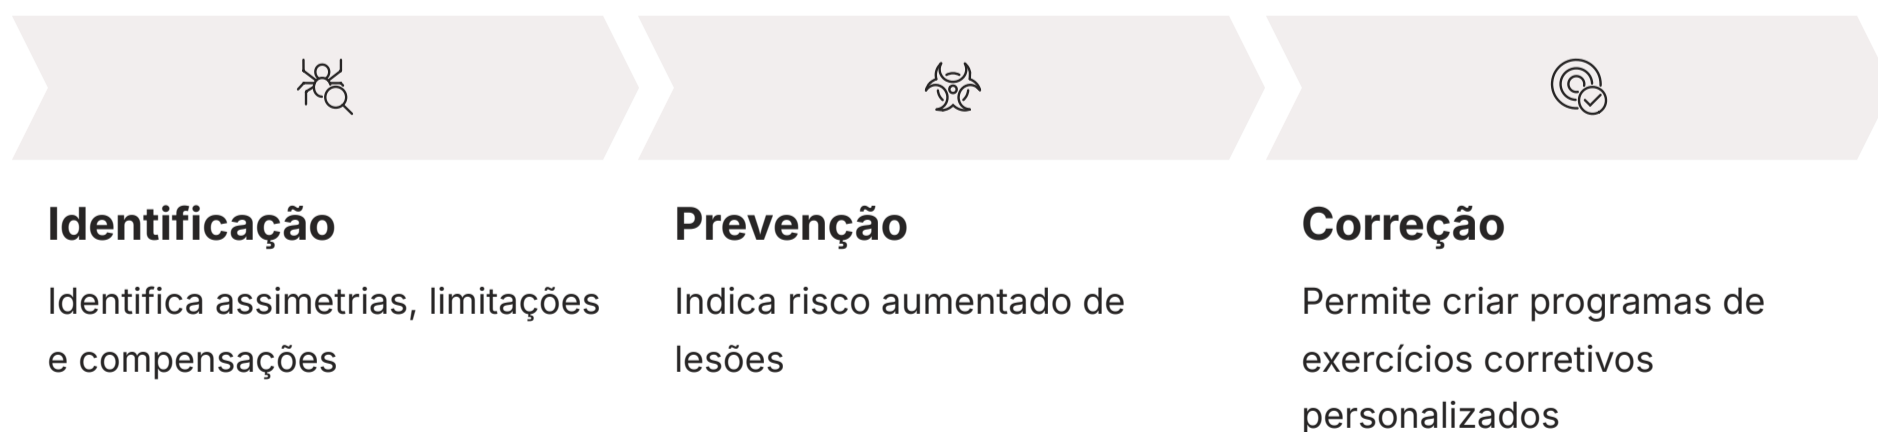 Identificação
Identifica assimetrias, limitações
e compensações
Prevenção
Indica risco aumentado de
lesões
Correção
Permite criar programas de
exercícios corretivos
personalizados